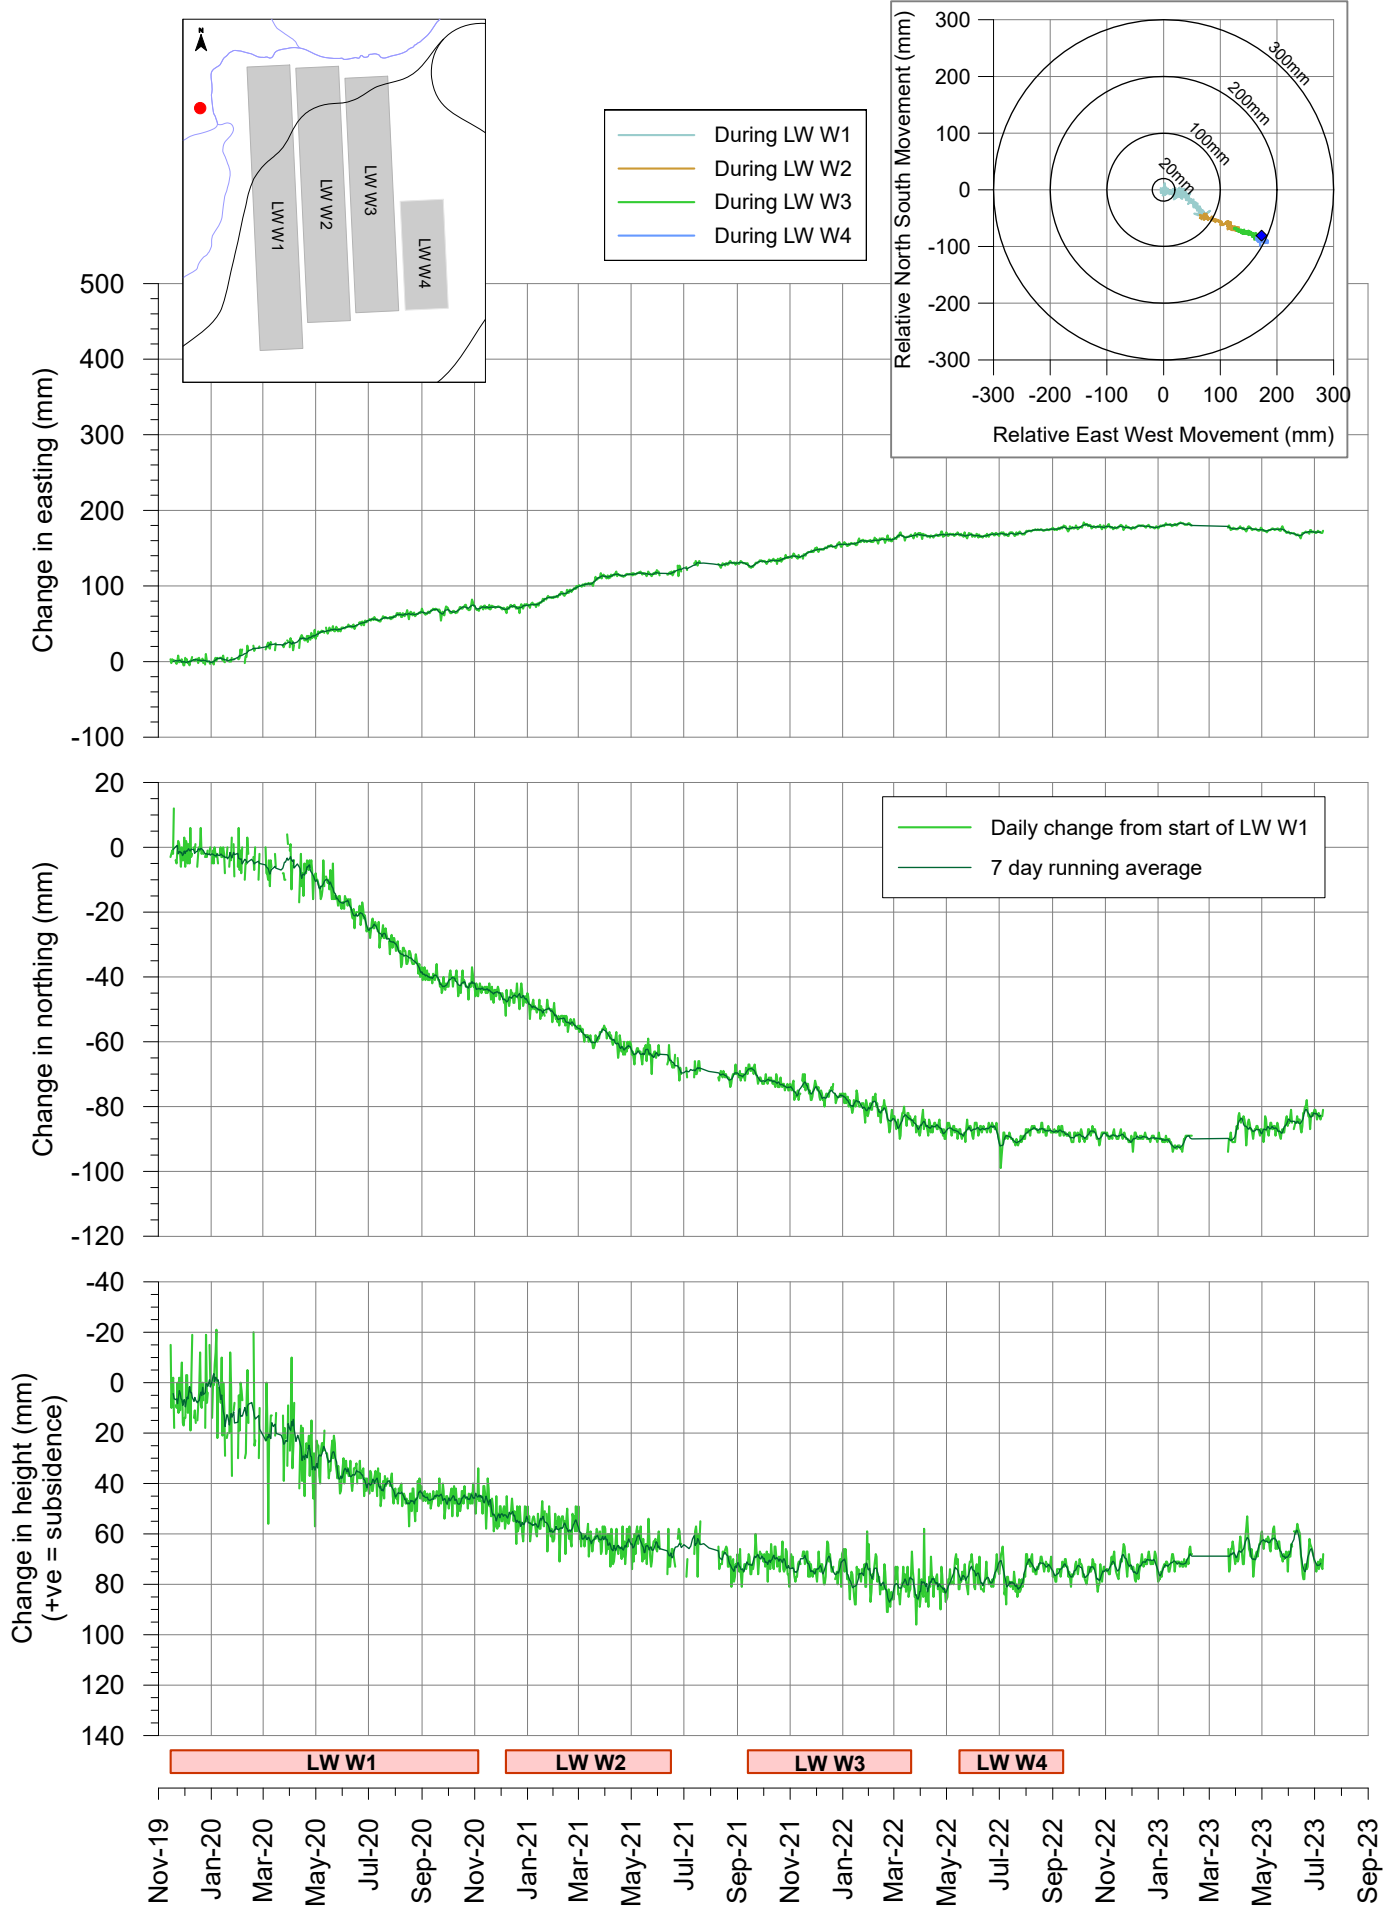 N
LW W1
LW W2
LW W3
LW W4
During LW W1
During LW W2
During LW W3
During LW W4
Relative North South Movement (mm)
300
200
100
0
-100
-200
-300
20mm
100mm
200mm
300mm
-300 -200 -100 0 100 200 300
Relative East West Movement (mm)
Change in easting (mm)
500
400
300
200
100
0
-100
Change in northing (mm)
20
0
-20
-40
-60
-80
-100
-120
Daily change from start of LW W1
7 day running average
Change in height (mm)
(+ve = subsidence)
-40
-20
0
20
40
60
80
100
120
140
LW W1 LW W2 LW W3 LW W4
Nov-19 Jan-20 Mar-20 May-20 Jul-20 Sep-20 Nov-20 Jan-21 Mar-21 May-21 Jul-21 Sep-21 Nov-21 Jan-22 Mar-22 May-22 Jul-22 Sep-22 Nov-22 Jan-23 Mar-23 May-23 Jul-23 Sep-23